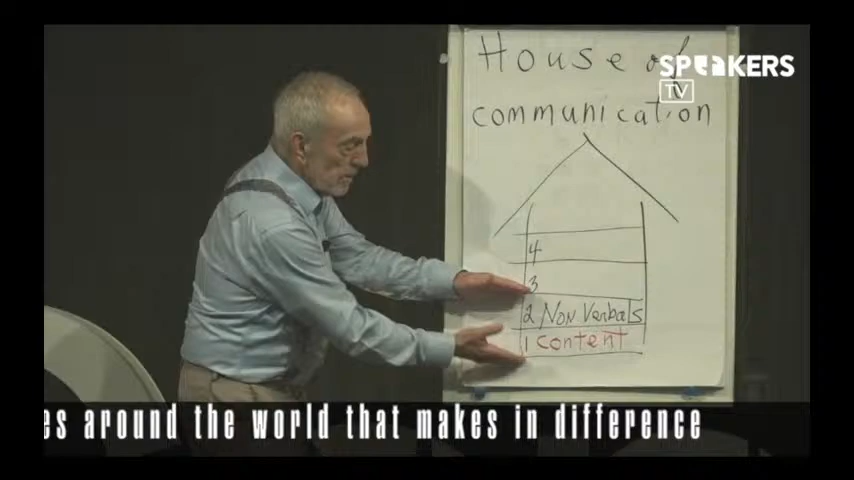 House of
SPEAKERS
TV
communication
4
3
2 Non Verbals
1 Content
es around the world that makes in difference